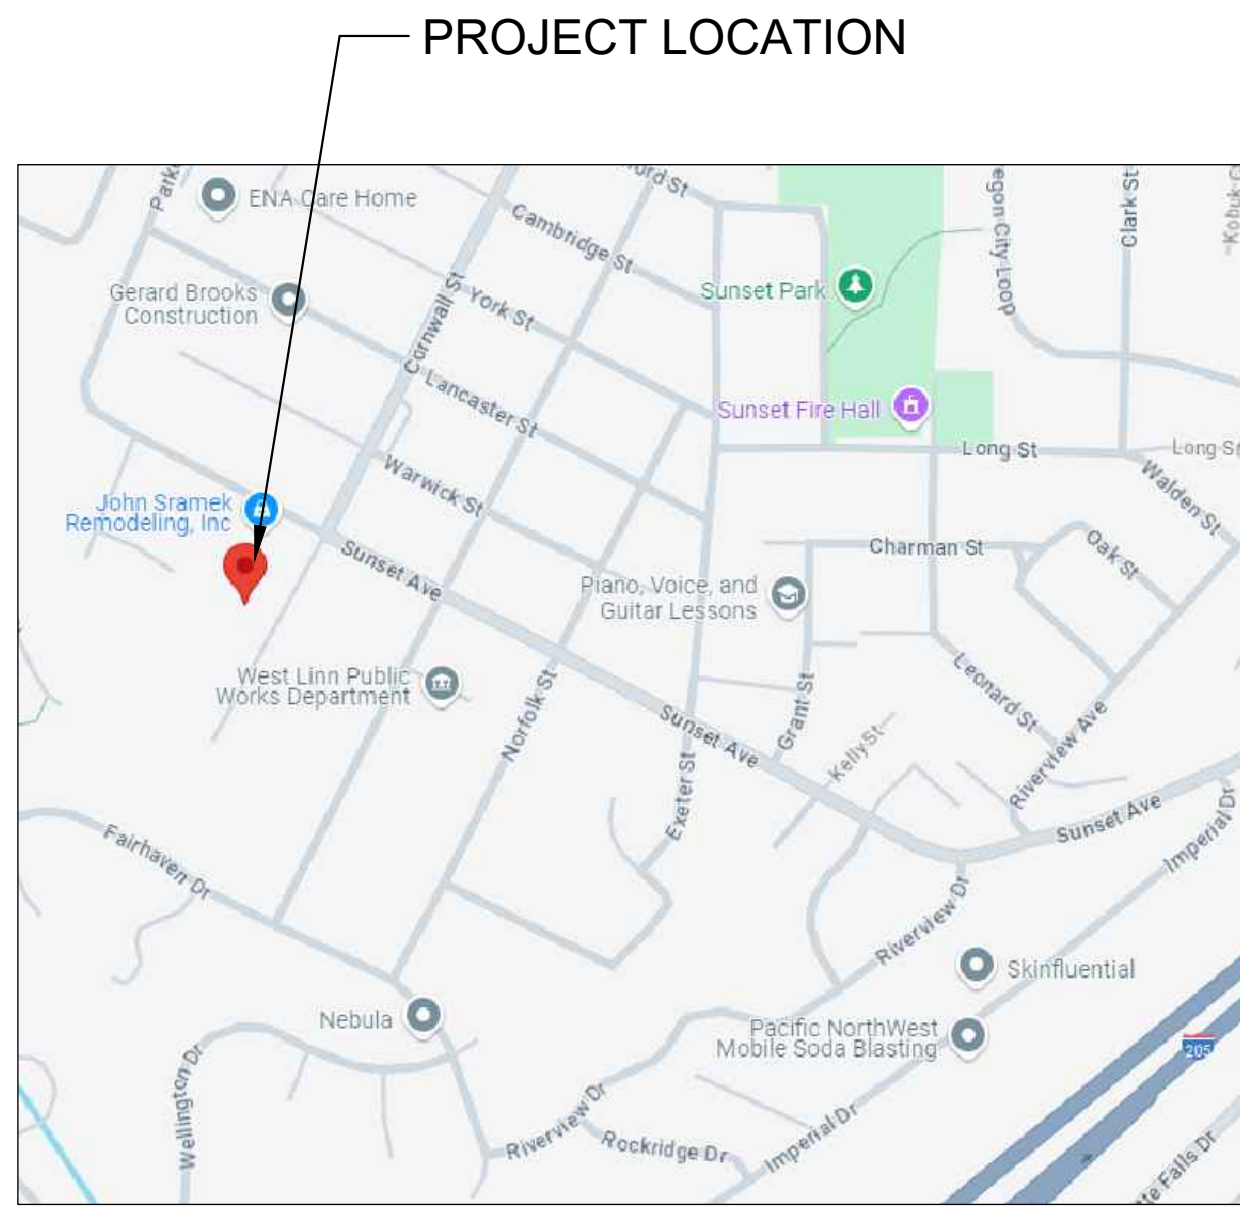 PROJECT LOCATION
ENA Care Home
Cambridge St
Clark St
Sunset Park
Gerard Brooks
Construction
York St
Cornwall St
Lancaster St
Sunset Fire Hall
Long St
Warwick St
Walden St
John Sramek
Remodeling, Inc
Sunset Ave
Charman St
Oak St
Piano, Voice, and
Guitar Lessons
West Linn Public
Works Department
Norfolk St
Leonard St
Grant St
Sunset Ave
Kelly St
Riverview Ave
Exeter St
Sunset Ave
Imperial Dr
Fairhaven Dr
Riverview Dr
Skinfluential
Nebula
Pacific NorthWest
Mobile Soda Blasting
205
Wellington Dr
Riverview Dr
Rockridge Dr
Imperial Dr
Falls Dr